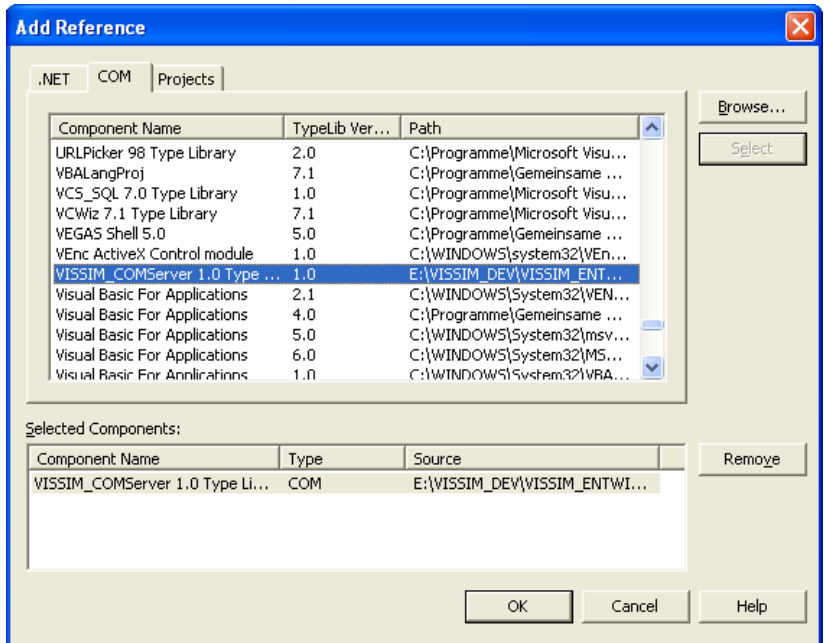 Add Reference
.NET COM Projects
Browse...
Select
Component Name TypeLib Ver... Path
URLPicker 98 Type Library 2.0 C:\Programme\Microsoft Visu...
VBALangProj 7.1 C:\Programme\Gemeinsame ...
VCS_SQL 7.0 Type Library 1.0 C:\Programme\Microsoft Visu...
VCWiz 7.1 Type Library 7.1 C:\Programme\Microsoft Visu...
VEGAS Shell 5.0 5.0 C:\Programme\Gemeinsame ...
VEnc ActiveX Control module 1.0 C:\WINDOWS\system32\VEn...
VISSIM_COMServer 1.0 Type ... 1.0 E:\VISSIM_DEV\VISSIM_ENT...
Visual Basic For Applications 2.1 C:\WINDOWS\System32\VEN...
Visual Basic For Applications 4.0 C:\Programme\Gemeinsame ...
Visual Basic For Applications 5.0 C:\WINDOWS\System32\msv...
Visual Basic For Applications 6.0 C:\WINDOWS\System32\MS...
Visual Basic For Applications 1.0 C:\WINDOWS\System32\VBA...
Selected Components:
Component Name Type Source
Remove
VISSIM_COMServer 1.0 Type Li... COM E:\VISSIM_DEV\VISSIM_ENTWI...
OK Cancel Help